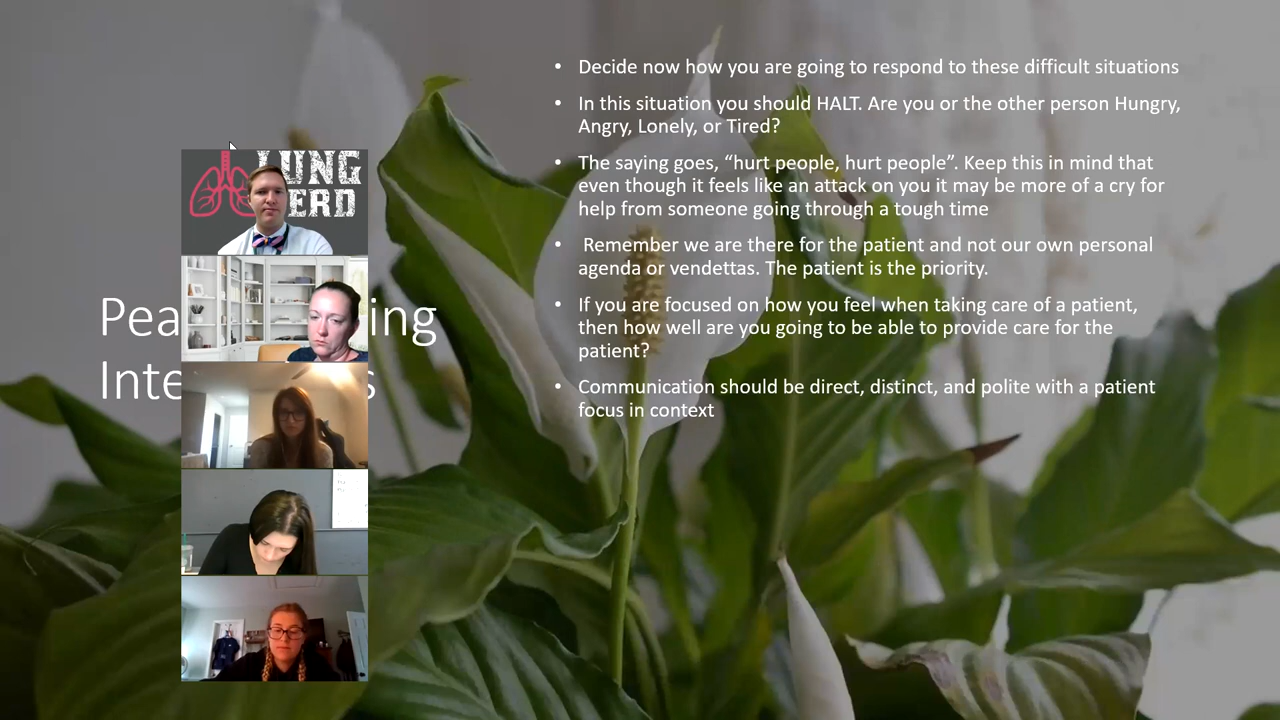 LUNG
ERD
Pea ing
Inte s
• Decide now how you are going to respond to these difficult situations
• In this situation you should HALT. Are you or the other person Hungry,
Angry, Lonely, or Tired?
• The saying goes, “hurt people, hurt people”. Keep this in mind that
even though it feels like an attack on you it may be more of a cry for
help from someone going through a tough time
• Remember we are there for the patient and not our own personal
agenda or vendettas. The patient is the priority.
• If you are focused on how you feel when taking care of a patient,
then how well are you going to be able to provide care for the
patient?
• Communication should be direct, distinct, and polite with a patient
focus in context